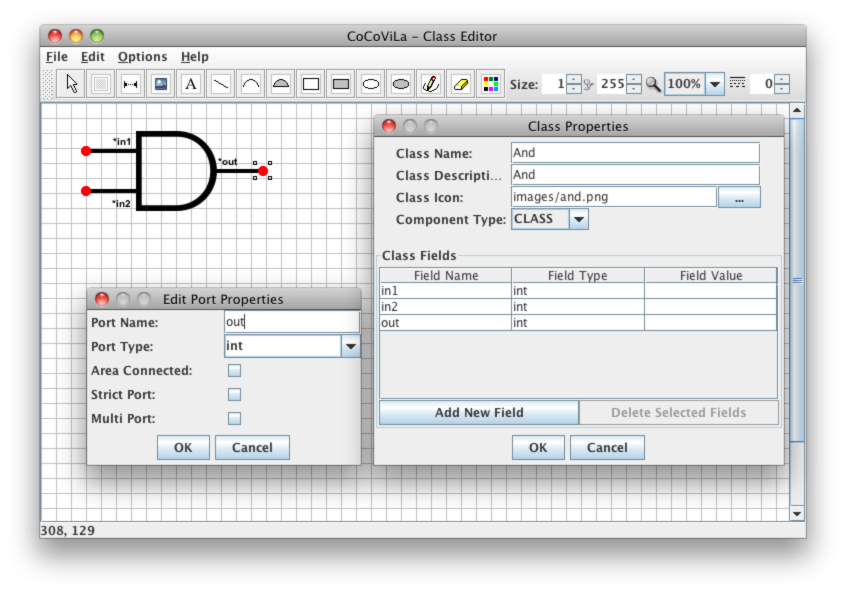 CoCoViLa – Class Editor
File Edit Options Help
A Size: 1 255 100% 0
*in1
*out
*in2
Class Properties
Class Name: And
Class Descripti... And
Class Icon: images/and.png ...
Component Type: CLASS
Class Fields
Field Name Field Type Field Value
in1 int
in2 int
out int
Add New Field Delete Selected Fields
OK Cancel
Edit Port Properties
Port Name: out
Port Type: int
Area Connected:
Strict Port:
Multi Port:
OK Cancel
308, 129